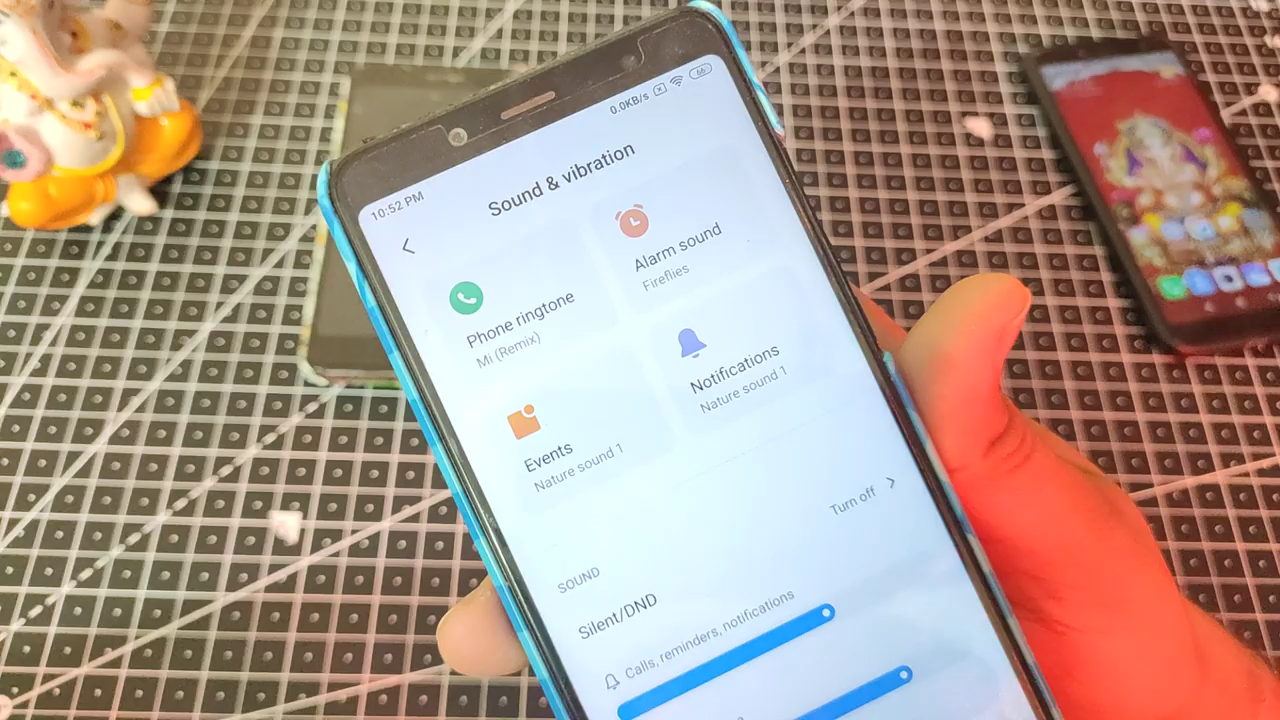 10:52 PM
0.0KB/s
66
Sound & vibration
Phone ringtone
Mi (Remix)
Alarm sound
Fireflies
Events
Nature sound 1
Notifications
Nature sound 1
SOUND
Silent/DND
Turn off
Calls, reminders, notifications